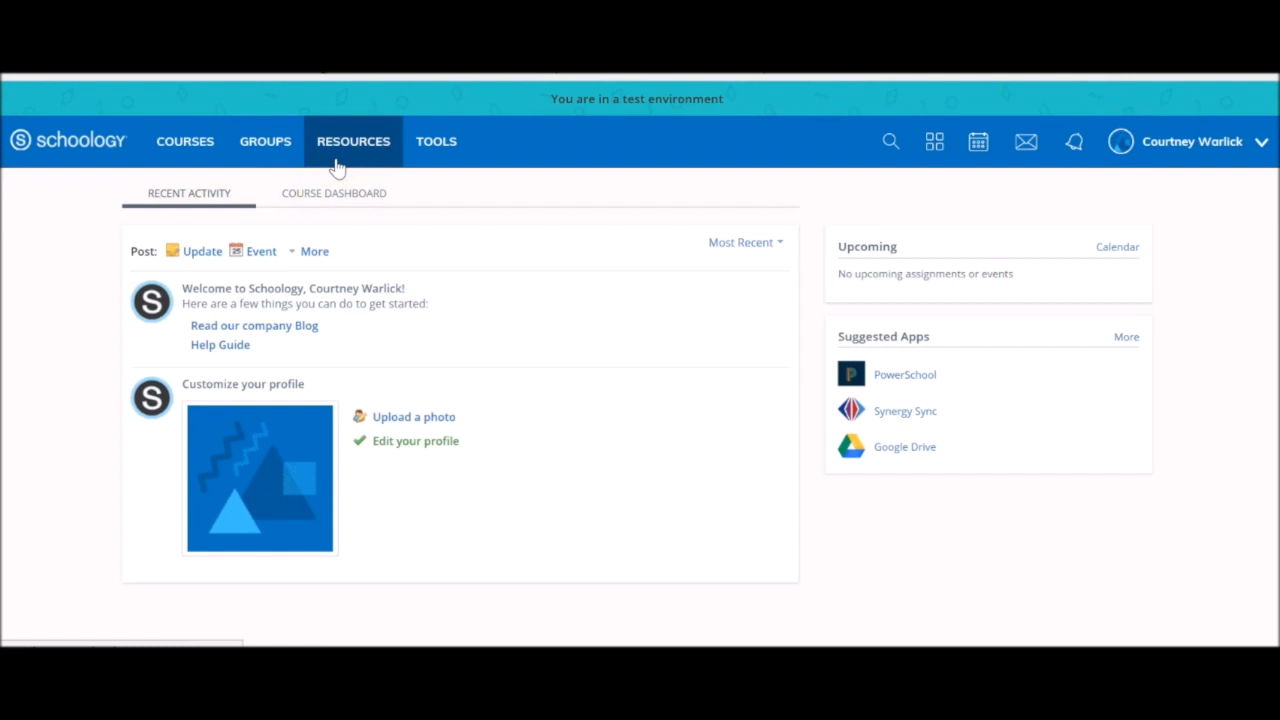 You are in a test environment
S schoology COURSES GROUPS RESOURCES TOOLS Courtney Warlick
RECENT ACTIVITY COURSE DASHBOARD
Post: Update 25 Event More Most Recent
S Welcome to Schoology, Courtney Warlick!
Here are a few things you can do to get started:
Read our company Blog
Help Guide
S Customize your profile
Upload a photo
Edit your profile
Upcoming Calendar
No upcoming assignments or events
Suggested Apps More
P PowerSchool
Synergy Sync
Google Drive